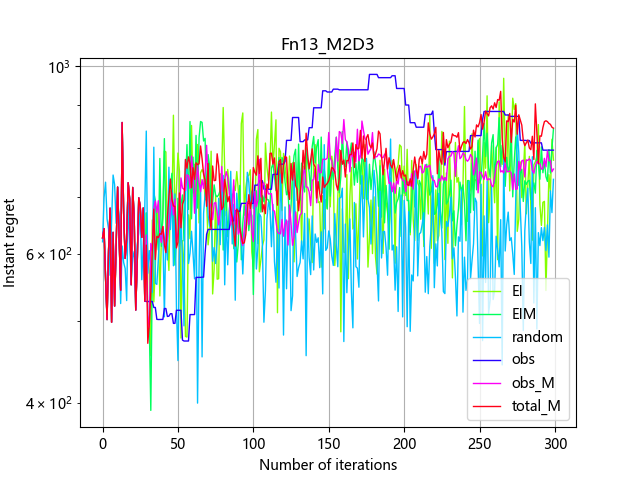 Fn13_M2D3
Instant regret
10³
6 × 10²
4 × 10²
0 50 100 150 200 250 300
Number of iterations
EI
EIM
random
obs
obs_M
total_M